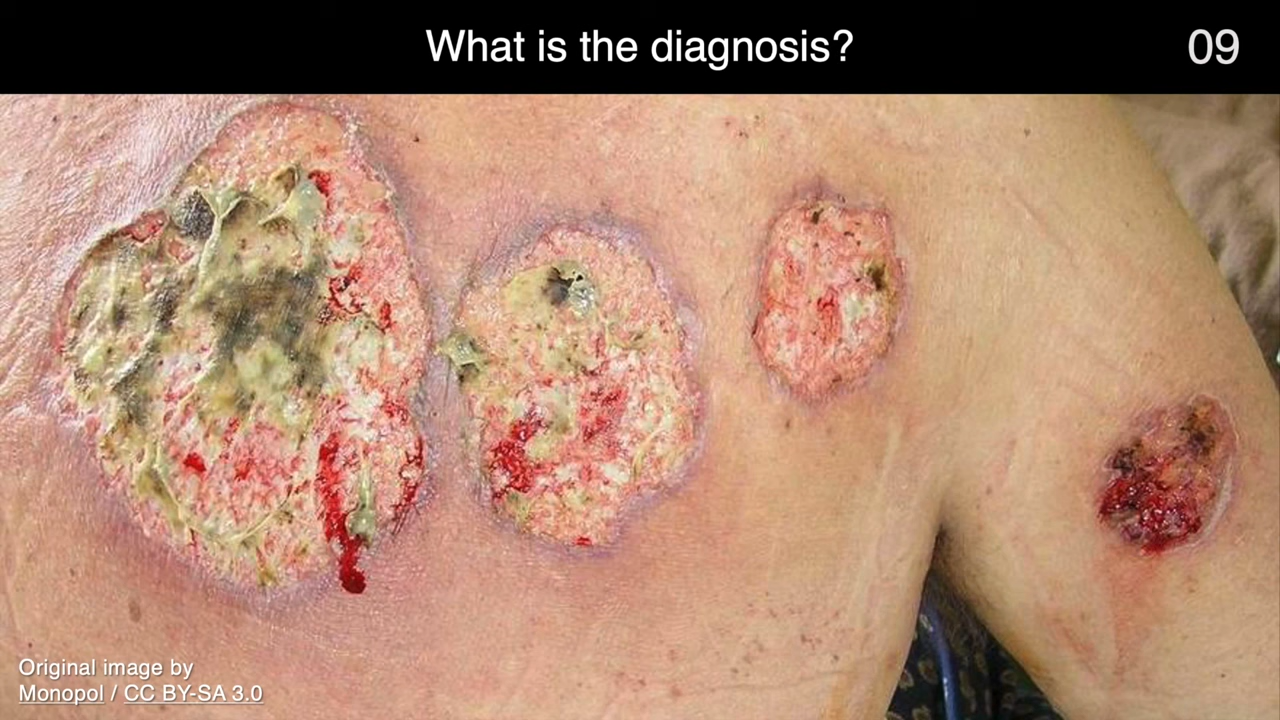 What is the diagnosis?
09
Original image by
Monopol / CC BY-SA 3.0